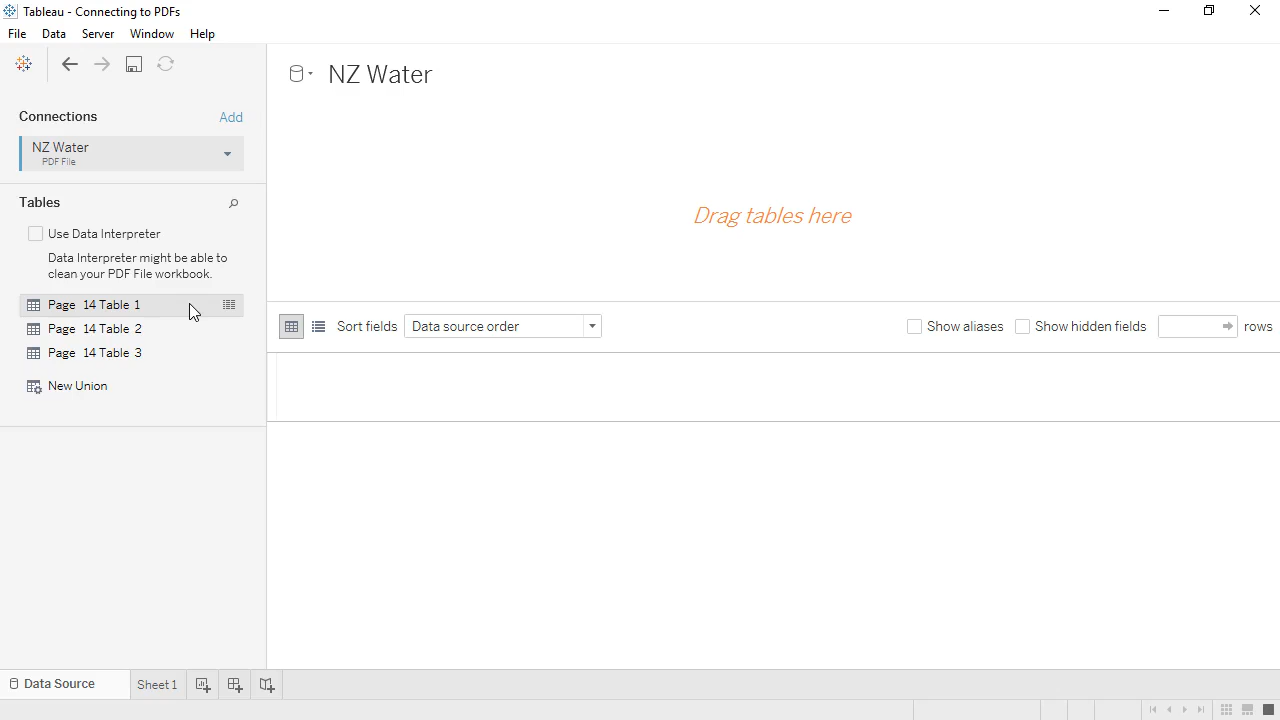 Tableau - Connecting to PDFs
File Data Server Window Help
NZ Water
Connections Add
NZ Water
PDF File
Tables
Use Data Interpreter
Data Interpreter might be able to
clean your PDF File workbook.
Drag tables here
Page 14 Table 1
Page 14 Table 2
Page 14 Table 3
New Union
Sort fields Data source order Show aliases Show hidden fields rows
Data Source Sheet 1